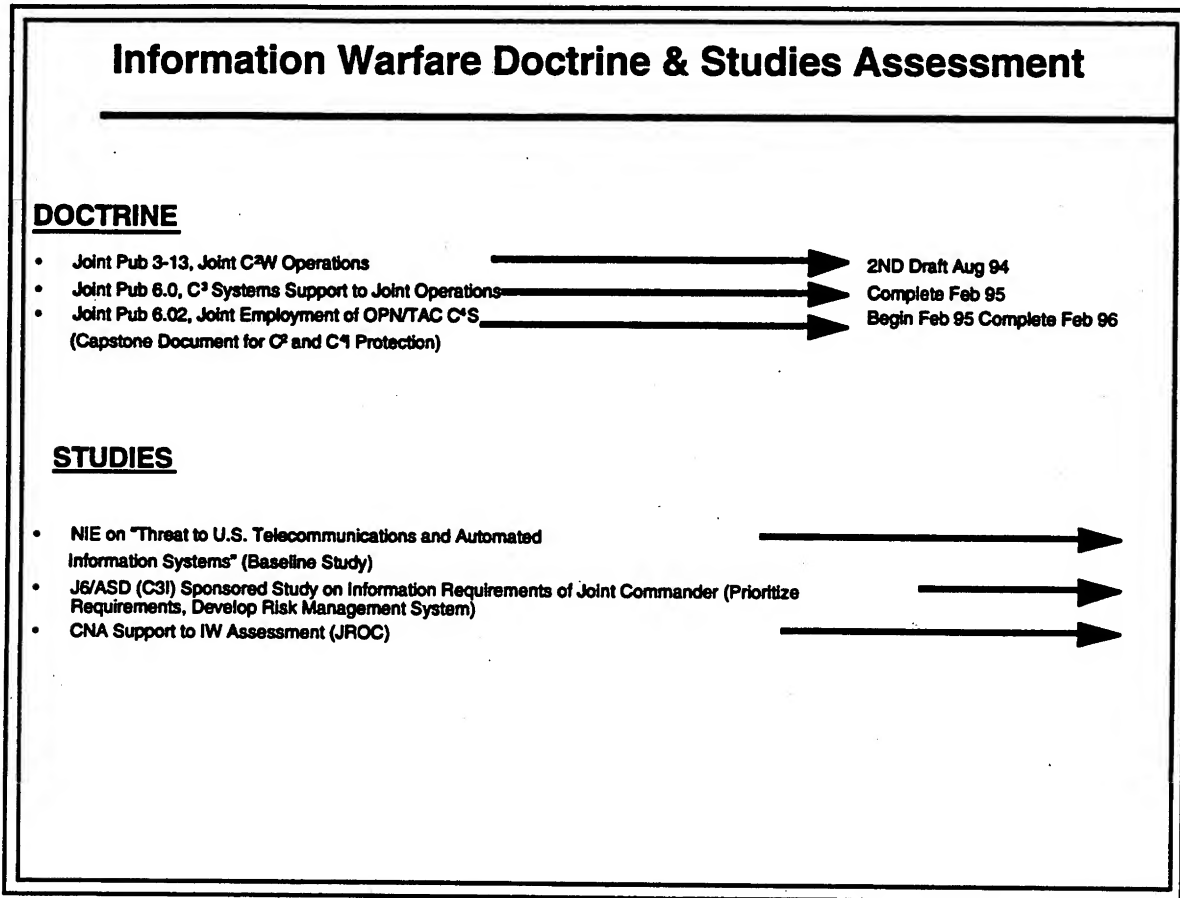 Information Warfare Doctrine & Studies Assessment
DOCTRINE
• Joint Pub 3-13, Joint C²W Operations 2ND Draft Aug 94
• Joint Pub 6.0, C³ Systems Support to Joint Operations Complete Feb 95
• Joint Pub 6.02, Joint Employment of OPN/TAC C⁴S Begin Feb 95 Complete Feb 96
(Capstone Document for C² and C⁴I Protection)
STUDIES
• NIE on "Threat to U.S. Telecommunications and Automated
Information Systems" (Baseline Study)
• J6/ASD (C3I) Sponsored Study on Information Requirements of Joint Commander (Prioritize
Requirements, Develop Risk Management System)
• CNA Support to IW Assessment (JROC)